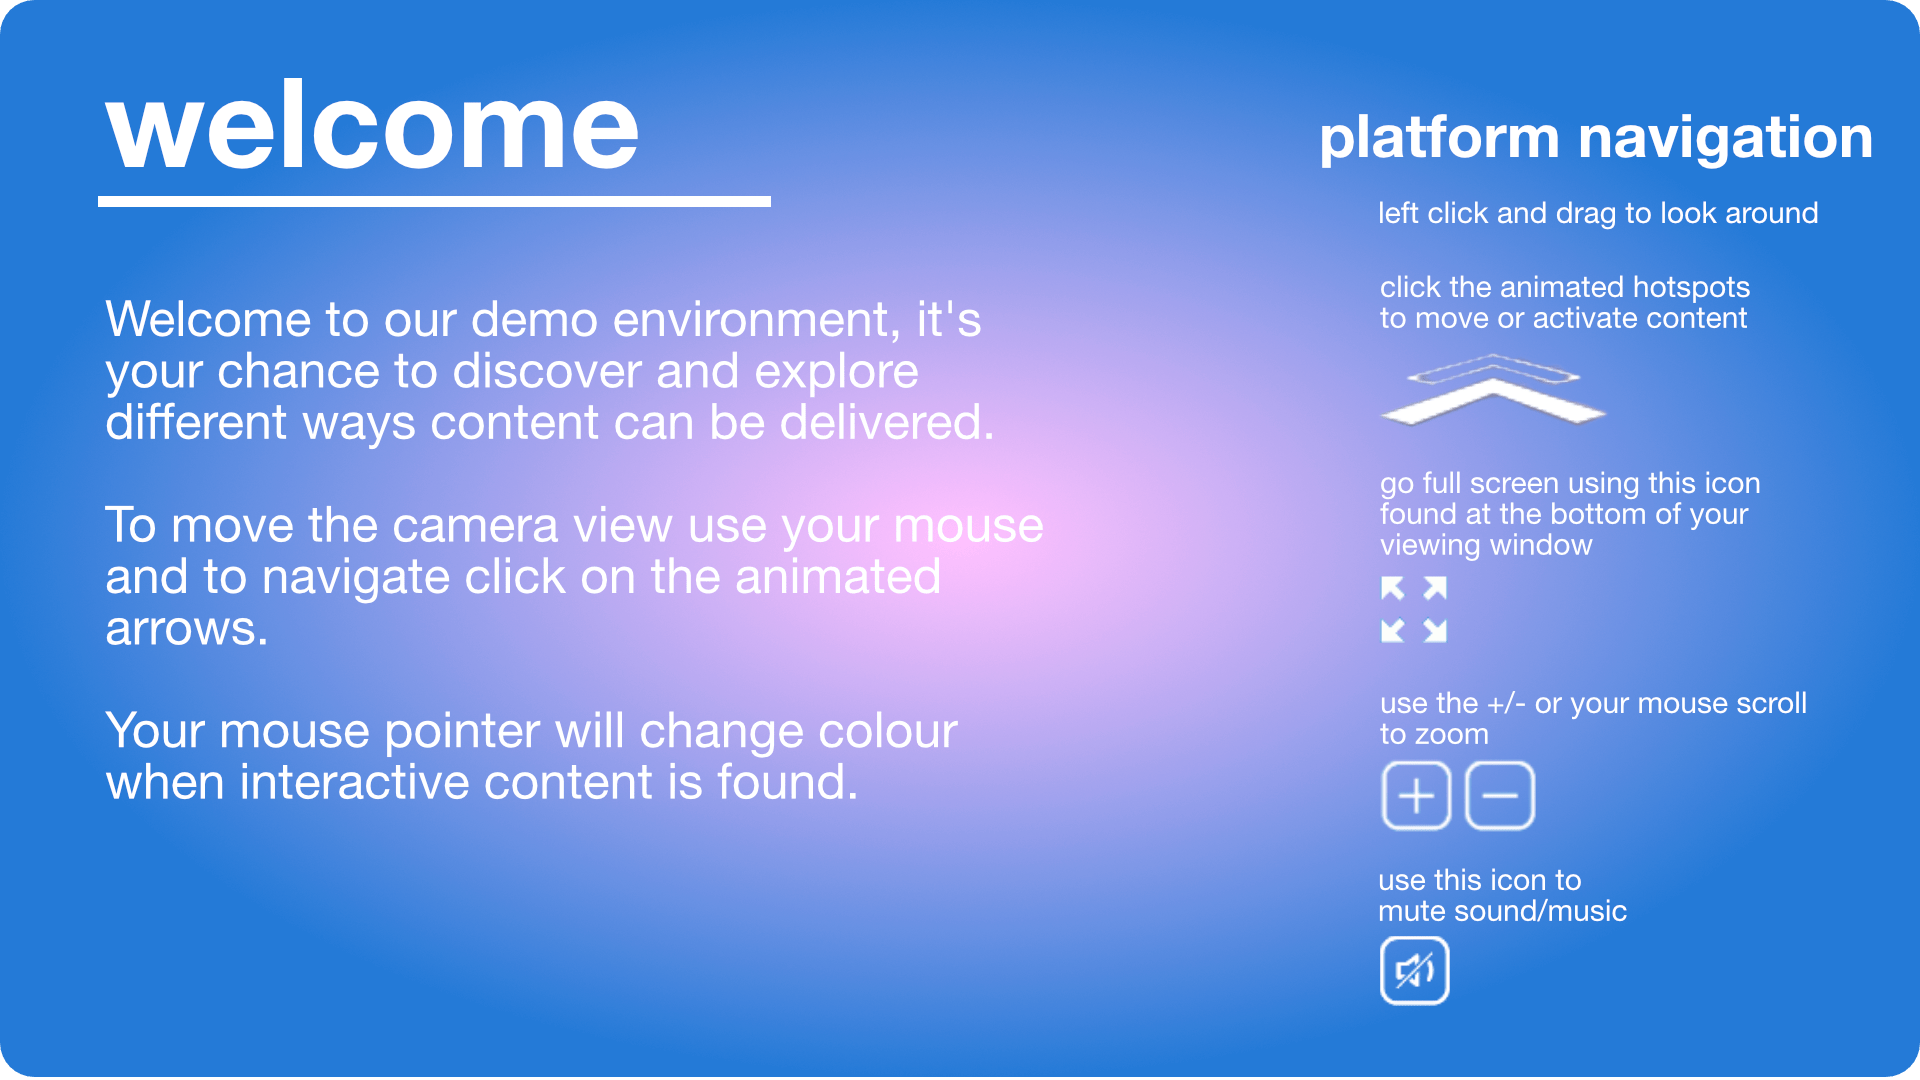 welcome
Welcome to our demo environment, it's
your chance to discover and explore
different ways content can be delivered.
To move the camera view use your mouse
and to navigate click on the animated
arrows.
Your mouse pointer will change colour
when interactive content is found.
platform navigation
left click and drag to look around
click the animated hotspots
to move or activate content
go full screen using this icon
found at the bottom of your
viewing window
use the +/- or your mouse scroll
to zoom
use this icon to
mute sound/music